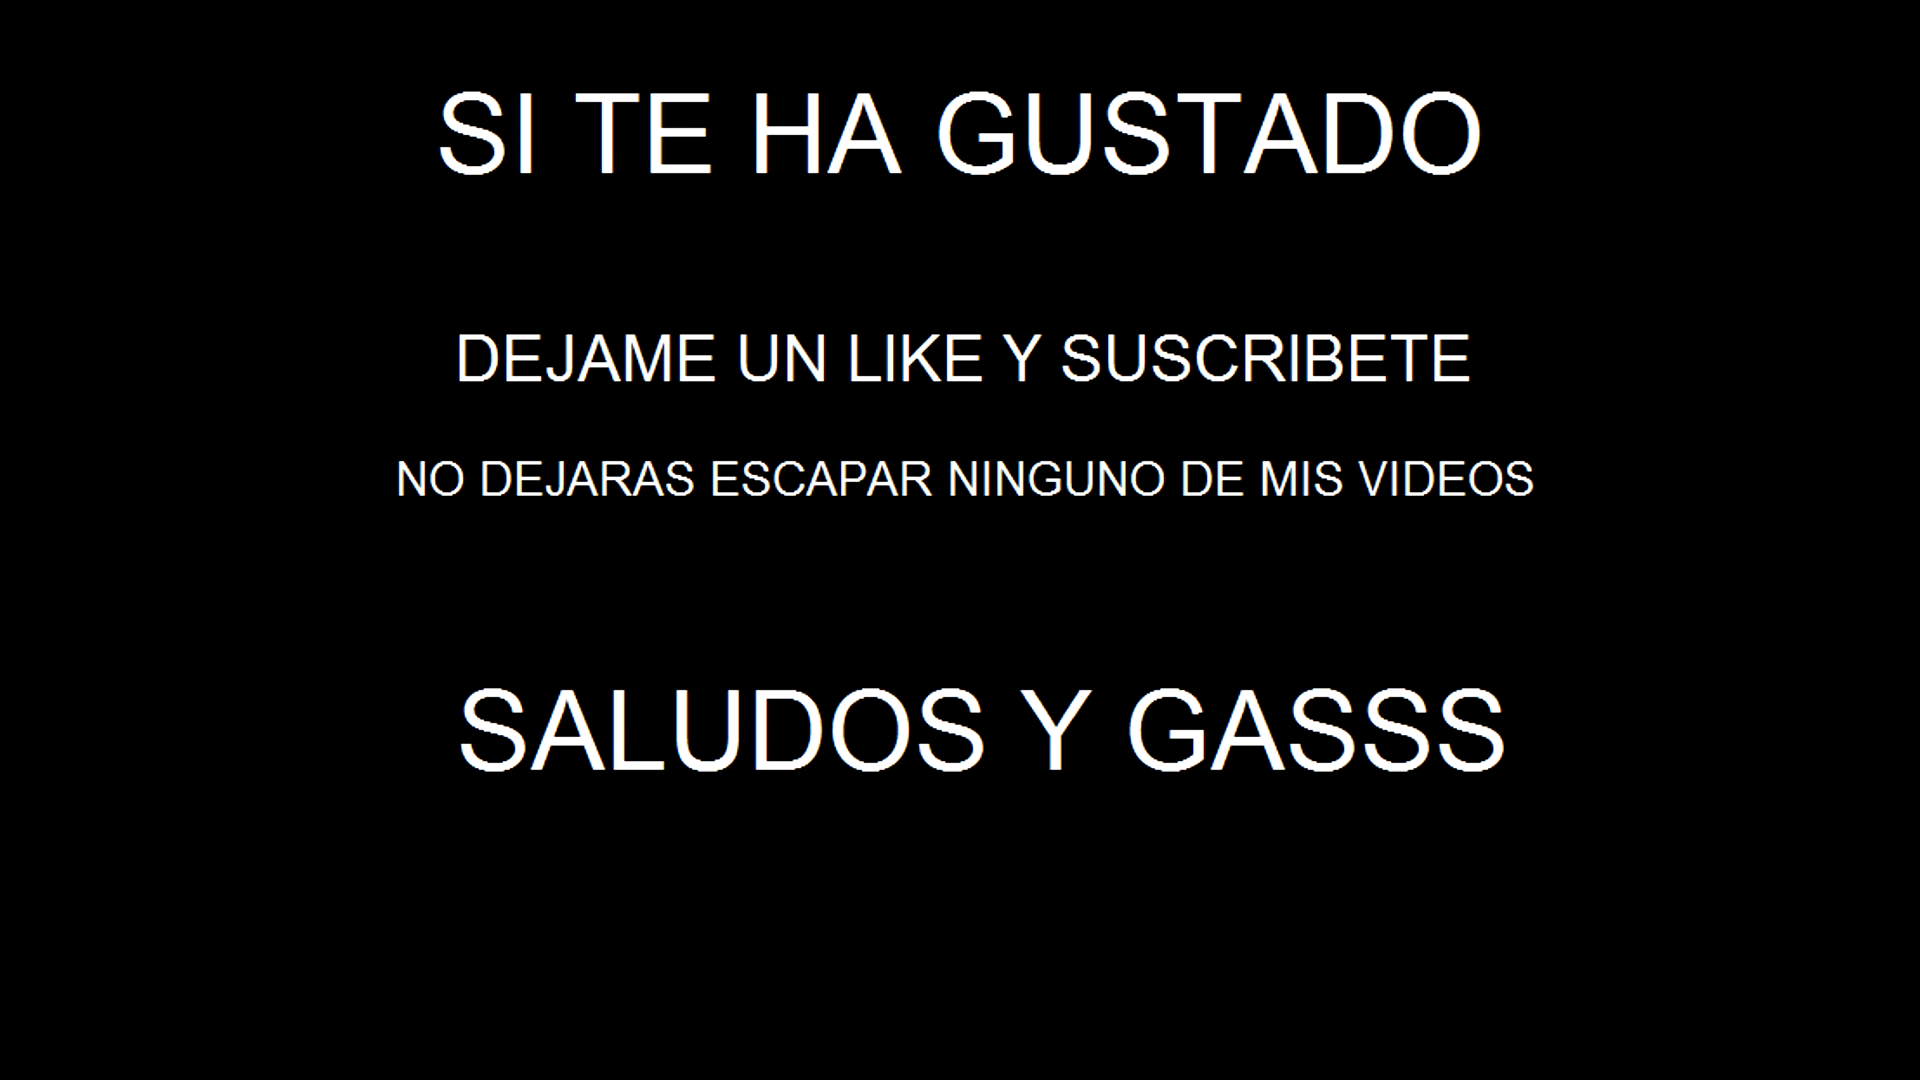 SI TE HA GUSTADO
DEJAME UN LIKE Y SUSCRIBETE
NO DEJARAS ESCAPAR NINGUNO DE MIS VIDEOS
SALUDOS Y GASSS